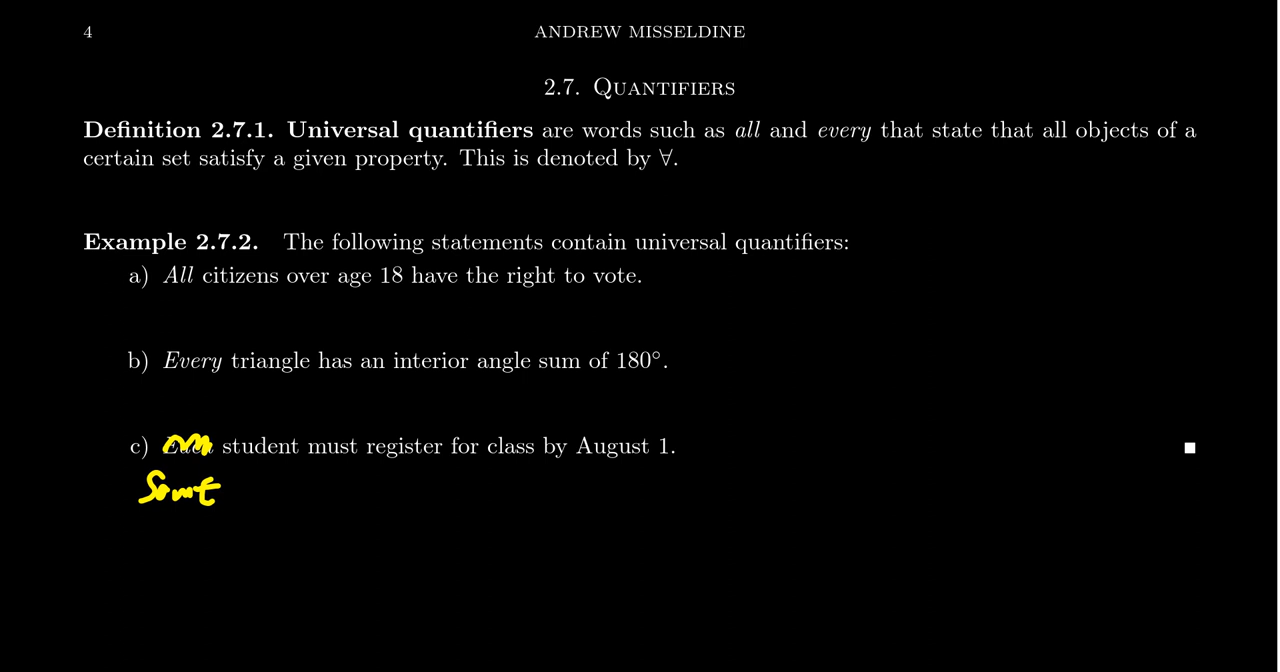 4 ANDREW MISSELDINE
2.7. QUANTIFIERS
Definition 2.7.1. Universal quantifiers are words such as all and every that state that all objects of a
certain set satisfy a given property. This is denoted by ∀.
Example 2.7.2. The following statements contain universal quantifiers:
a) All citizens over age 18 have the right to vote.
b) Every triangle has an interior angle sum of 180°.
c) Each student must register for class by August 1. ■